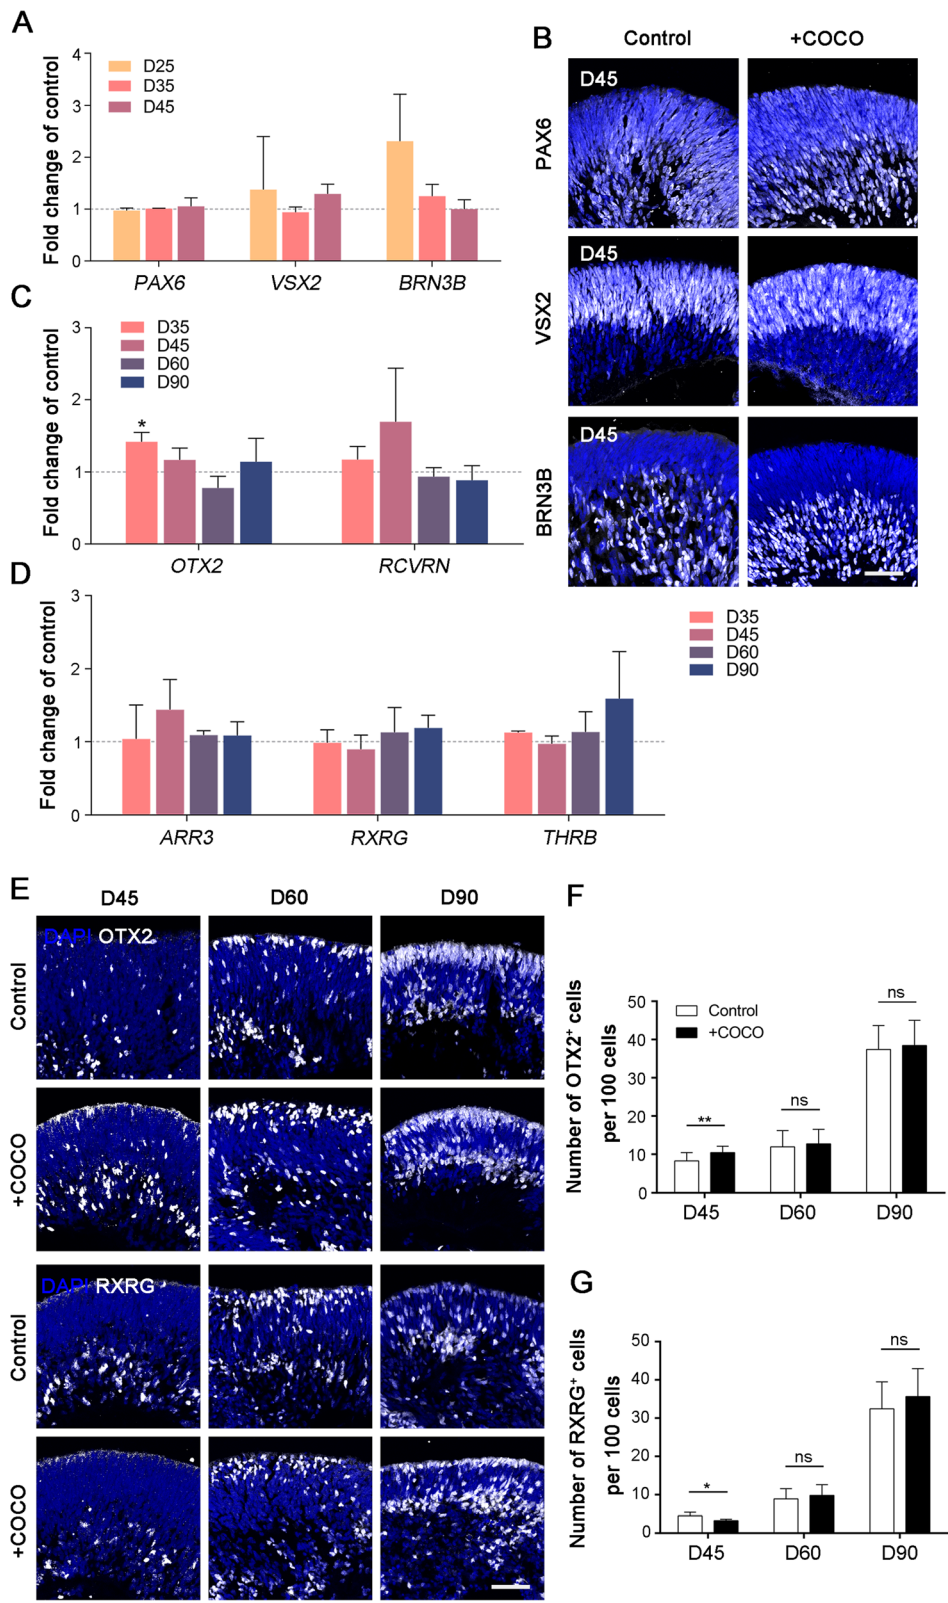 A
Fold change of control
4
3
2
1
0
D25
D35
D45
PAX6 VSX2 BRN3B
B
Control +COCO
PAX6
D45
VSX2
D45
BRN3B
D45
C
Fold change of control
3
2
1
0
D35
D45
D60
D90
*
OTX2 RCVRN
D
Fold change of control
3
2
1
0
D35
D45
D60
D90
ARR3 RXRG THRB
E
D45 D60 D90
Control
DAPI OTX2
+COCO
Control
DAPI RXRG
+COCO
F
Number of OTX2⁺ cells
per 100 cells
50
40
30
20
10
0
Control
+COCO
**
ns
ns
D45 D60 D90
G
Number of RXRG⁺ cells
per 100 cells
50
40
30
20
10
0
*
ns
ns
D45 D60 D90